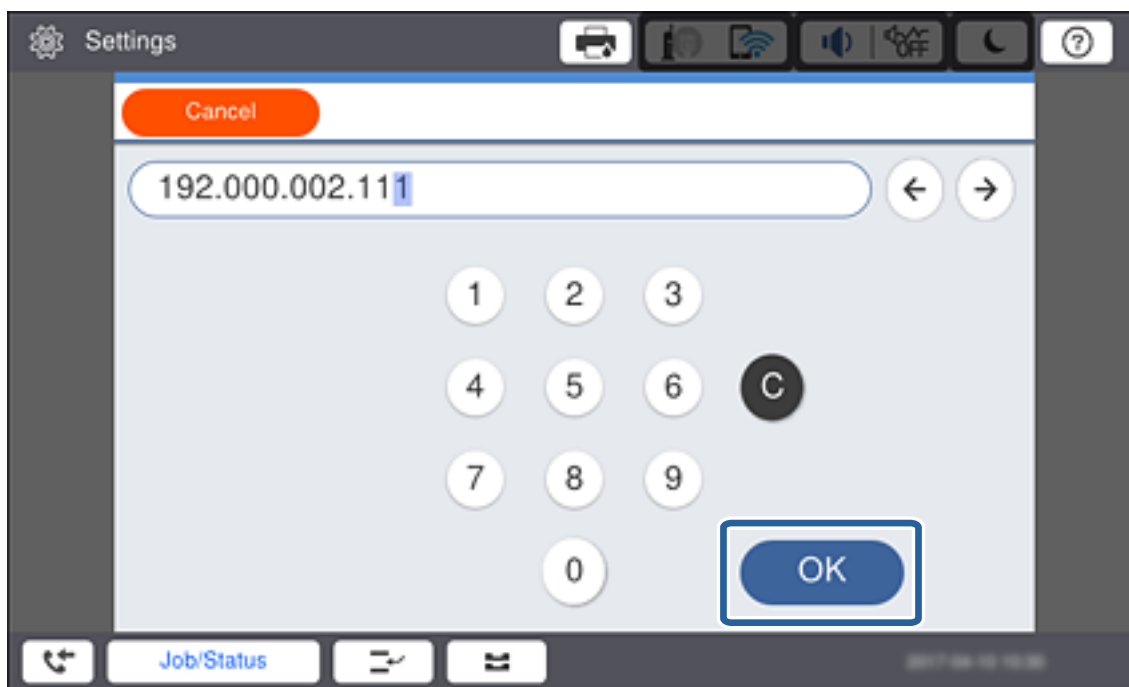 Settings
OFF
?
Cancel
192.000.002.111
1 2 3
4 5 6 C
7 8 9
0 OK
Job/Status